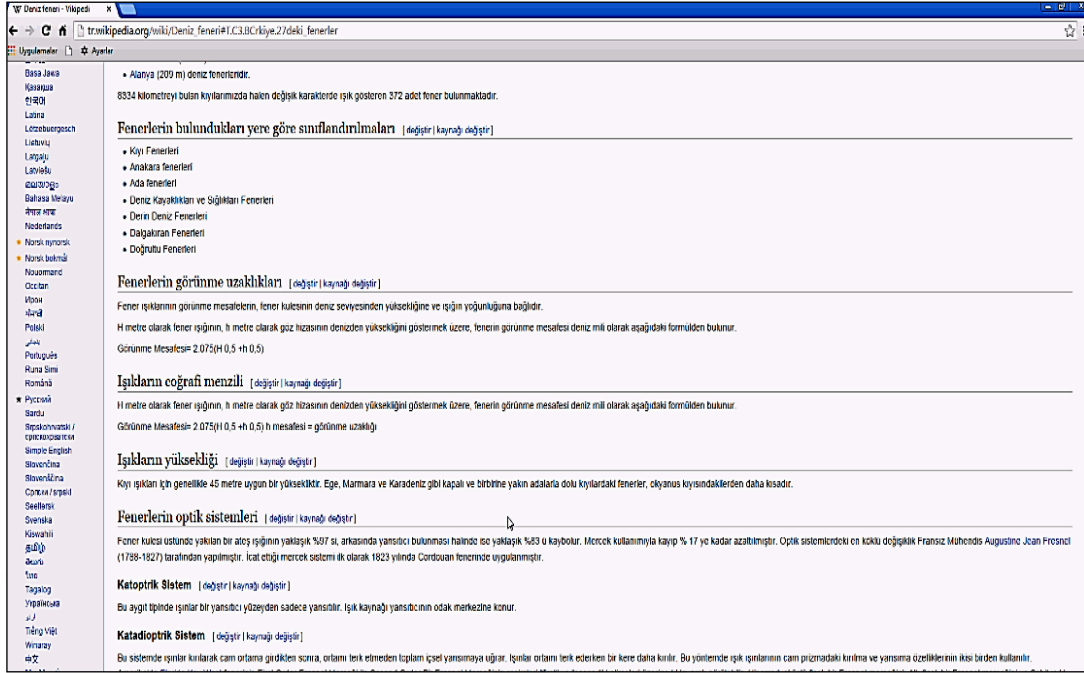 Deniz feneri - Vikipedi
tr.wikipedia.org/wiki/Deniz_feneri#T.C3.BCrkiye.27deki_fenerler
Uygulamalar Ayarlar
Basa Jawa
Қазақша
한국어
Latina
Lëtzebuergesch
Lietuvių
Latgaļu
Latviešu
മലയാളം
Bahasa Melayu
नेपाल भाषा
Nederlands
Norsk nynorsk
Norsk bokmål
Nouormand
Occitan
Ирон
ਪੰਜਾਬੀ
Polski
پنجابی
Português
Runa Simi
Română
Русский
Sardu
Srpskohrvatski /
српскохрватски
Simple English
Slovenčina
Slovenščina
Српски / srpski
Seeltersk
Svenska
Kiswahili
தமிழ்
తెలుగు
ไทย
Tagalog
Українська
اردو
Tiếng Việt
Winaray
中文
• Alanya (209 m) deniz fenerleridir.
8334 kilometreyi bulan kıyılarımızda halen değişik karakterde ışık gösteren 372 adet fener bulunmaktadır.
Fenerlerin bulundukları yere göre sınıflandırılmaları [değiştir | kaynağı değiştir]
• Kıyı Fenerleri
• Anakara fenerleri
• Ada fenerleri
• Deniz Kayaklıkları ve Sığlıkları Fenerleri
• Derin Deniz Fenerleri
• Dalgakıran Fenerleri
• Doğrultu Fenerleri
Fenerlerin görünme uzaklıkları [değiştir | kaynağı değiştir]
Fener ışıklarının görünme mesafelerin, fener kulesinin deniz seviyesinden yüksekliğine ve ışığın yoğunluğuna bağlıdır.
H metre olarak fener ışığının, h metre olarak göz hizasının denizden yüksekliğini göstermek üzere, fenerin görünme mesafesi deniz mili olarak aşağıdaki formülden bulunur.
Görünme Mesafesi= 2.075(H 0,5 +h 0,5)
Işıkların coğrafi menzili [değiştir | kaynağı değiştir]
H metre olarak fener ışığının, h metre olarak göz hizasının denizden yüksekliğini göstermek üzere, fenerin görünme mesafesi deniz mili olarak aşağıdaki formülden bulunur.
Görünme Mesafesi= 2.075(H 0,5 +h 0,5) h mesafesi = görünme uzaklığı
Işıkların yüksekliği [değiştir | kaynağı değiştir]
Kıyı ışıkları için genellikle 45 metre uygun bir yüksekliktir. Ege, Marmara ve Karadeniz gibi kapalı ve birbirine yakın adalarla dolu kıyılardaki fenerler, okyanus kıyısındakilerden daha kısadır.
Fenerlerin optik sistemleri [değiştir | kaynağı değiştir]
Fener kulesi üstünde yakılan bir ateş ışığının yaklaşık %97 si, arkasında yansıtıcı bulunması halinde ise yaklaşık %83 ü kaybolur. Mercek kullanımıyla kayıp % 17 ye kadar azaltılmıştır. Optik sistemlerdeki en köklü değişiklik Fransız Mühendis Augustine Jean Fresnel
(1788-1827) tarafından yapılmıştır. İcat ettiği mercek sistemi ilk olarak 1823 yılında Cordouan fenerinde uygulanmıştır.
Katoptrik Sistem [değiştir | kaynağı değiştir]
Bu aygıt tipinde ışınlar bir yansıtıcı yüzeyden sadece yansıtılır. Işık kaynağı yansıtıcının odak merkezine konur.
Katadioptrik Sistem [değiştir | kaynağı değiştir]
Bu sistemde ışınlar kırılarak cam ortama girdikten sonra, ortamı terk etmeden toplam içsel yansımaya uğrar. Işınlar ortamı terk ederken bir kere daha kırılır. Bu yöntemde ışık ışınlarının cam prizmadaki kırılma ve yansıma özelliklerinin ikisi birden kullanılır.